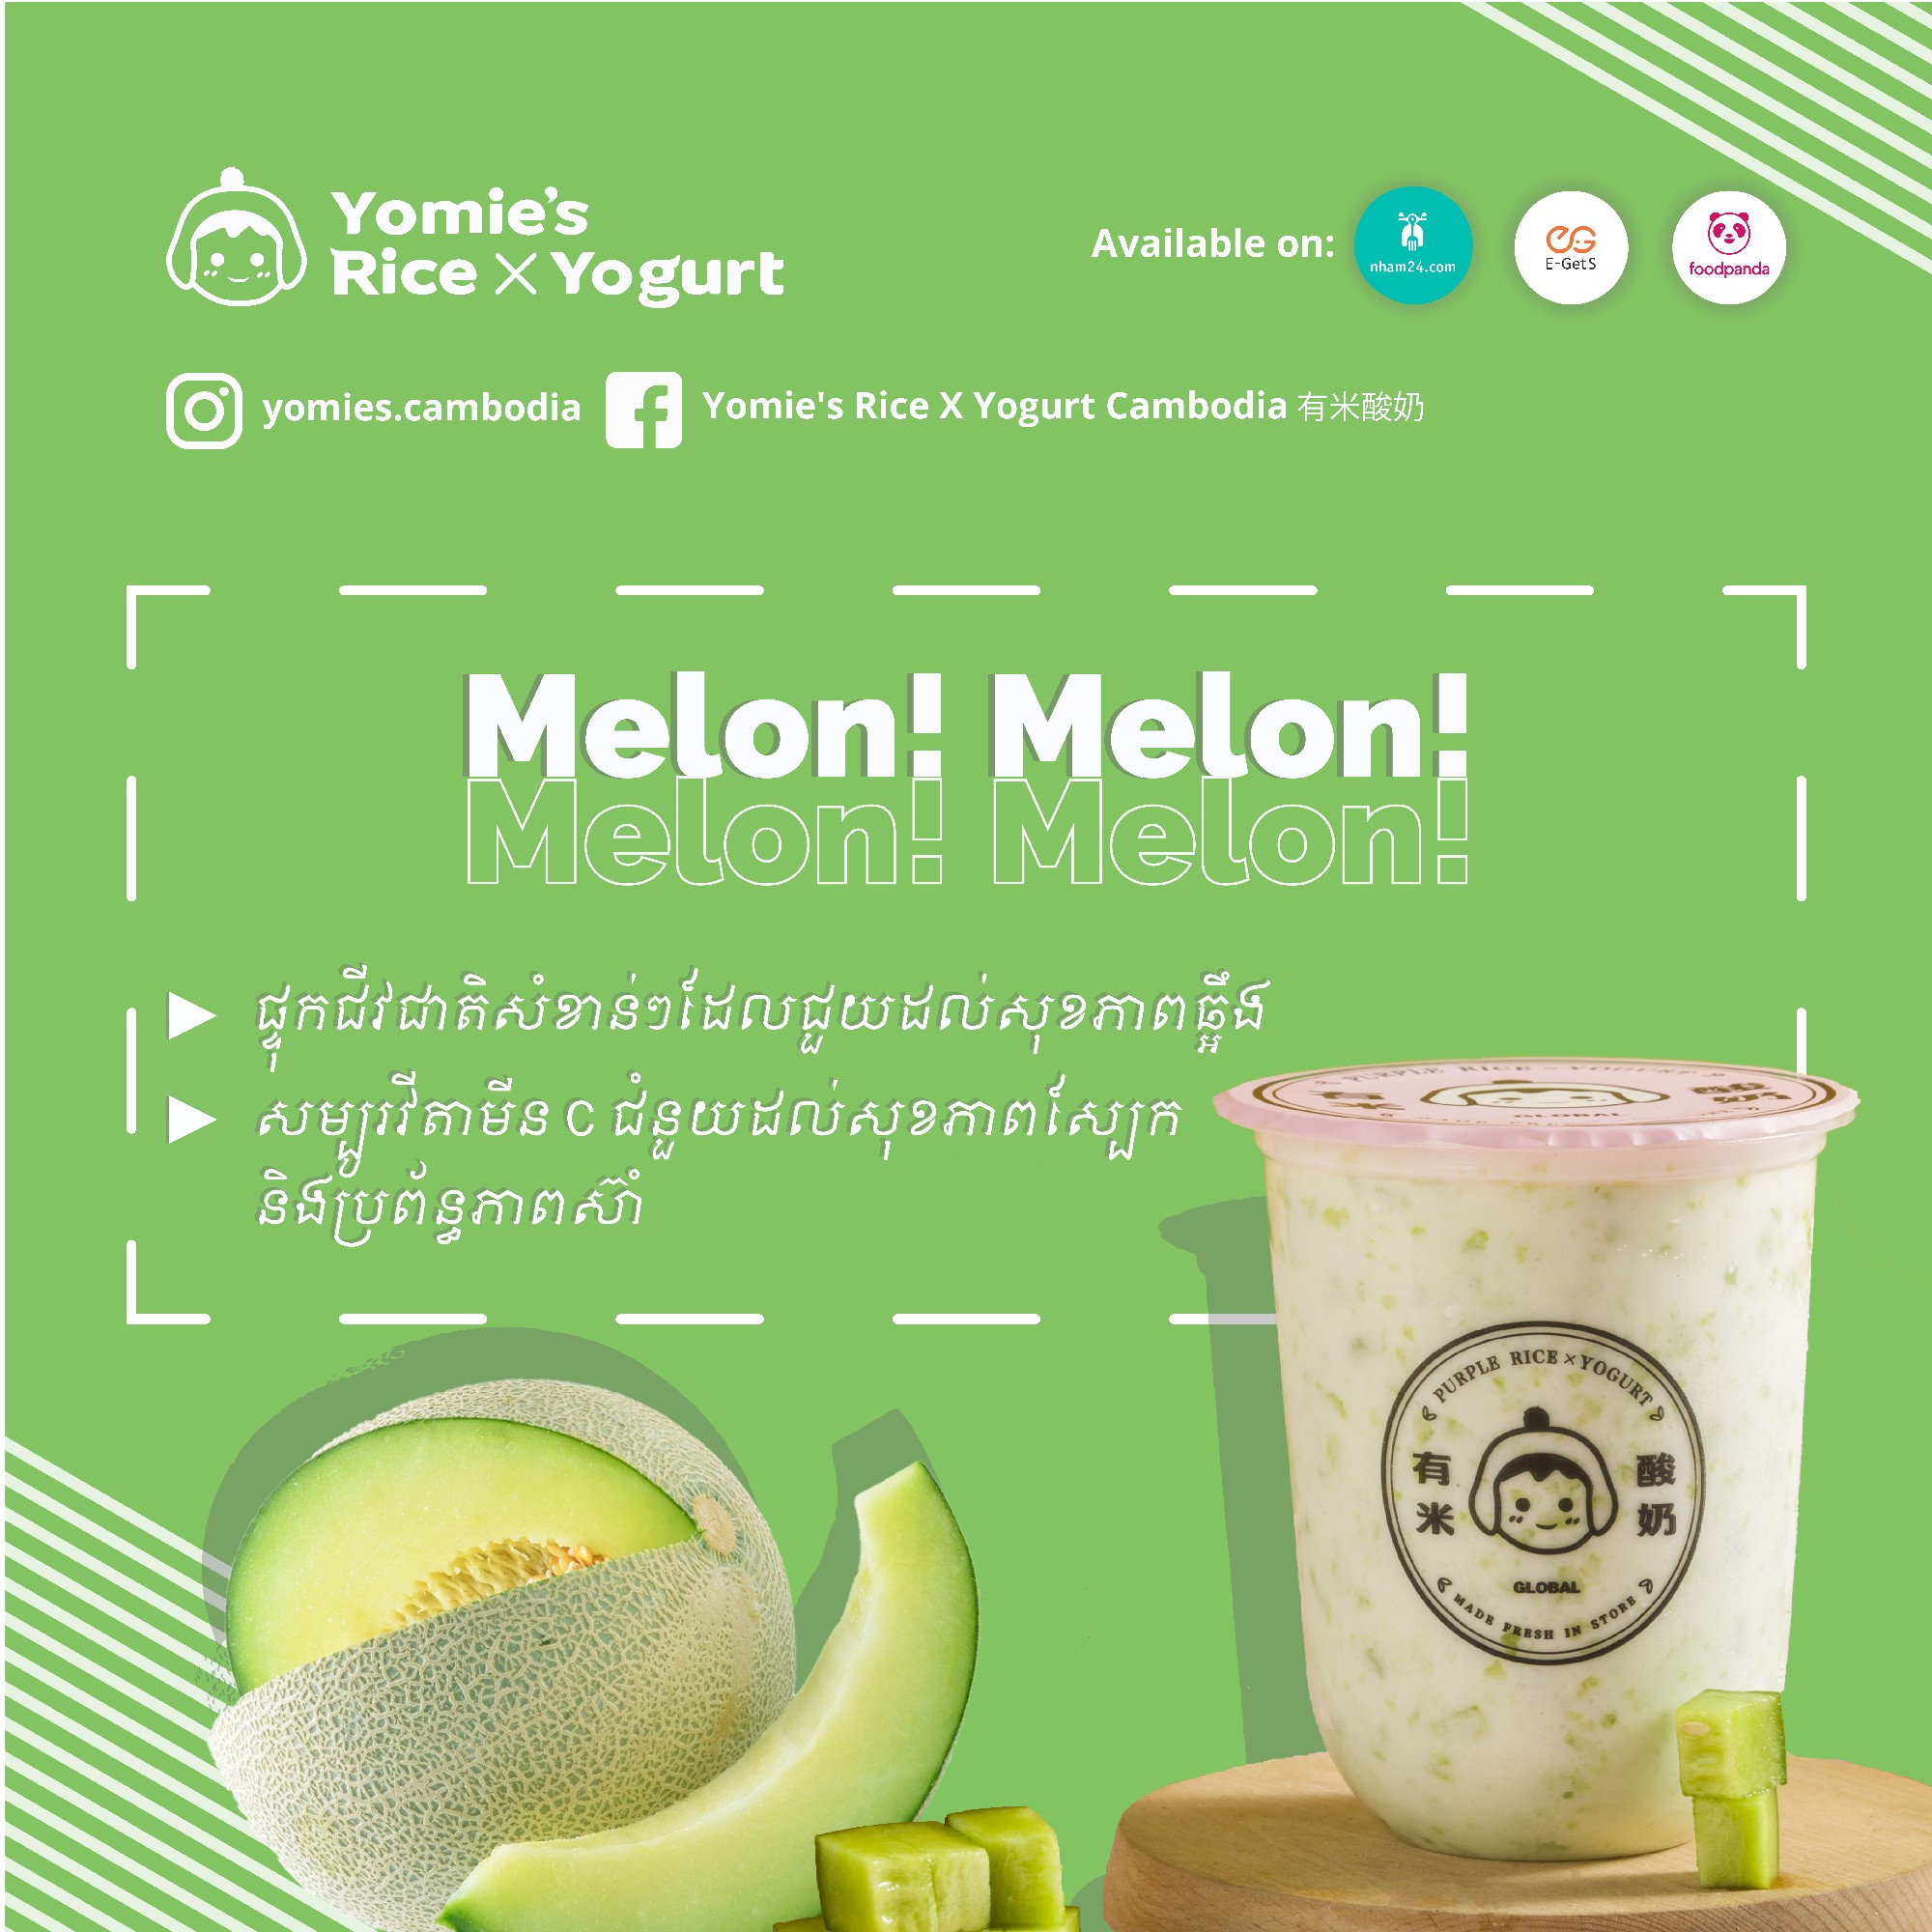 Yomie's
Rice X Yogurt
Available on:
nham24.com
E-GetS
foodpanda
yomies.cambodia
Yomie's Rice X Yogurt Cambodia 有米酸奶
Melon! Melon!
Melon! Melon!
ផ្ទុកជីវជាតិសំខាន់ៗដែលជួយដល់សុខភាពឆ្អឹង
សម្បូរវីតាមីន C ជំនួយដល់សុខភាពស្បែក
និងប្រព័ន្ធភាពស៊ាំ
PURPLE RICE X YOGURT
GLOBAL
PURPLE RICE X YOGURT
有米
酸奶
GLOBAL
MADE FRESH IN STORE